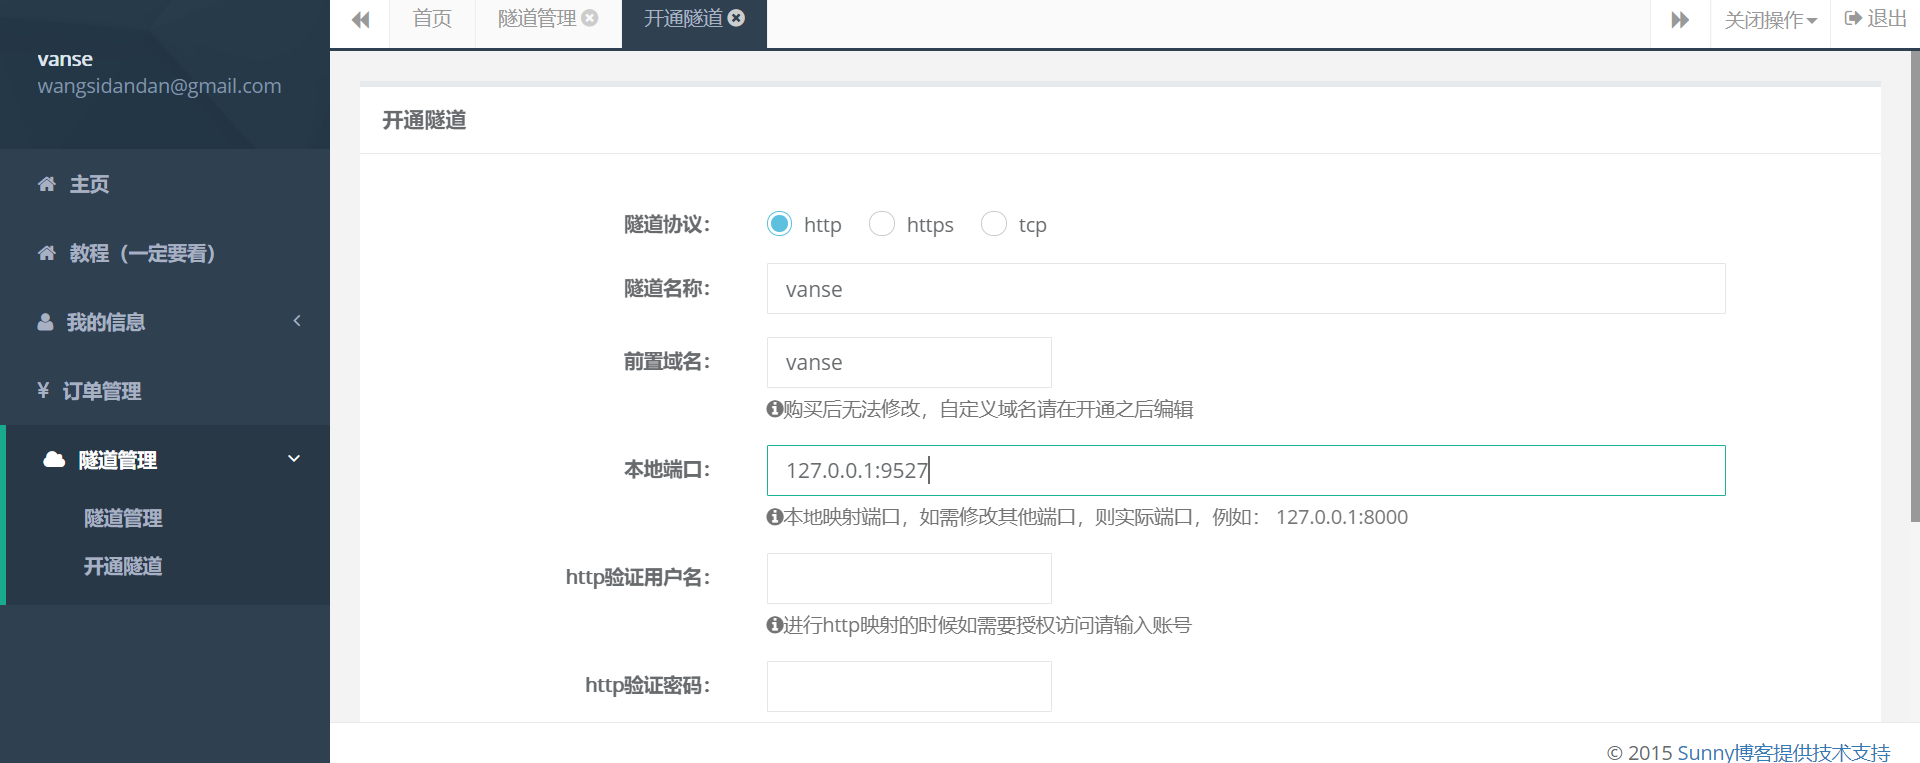 vanse
wangsidandan@gmail.com
主页
教程（一定要看）
我的信息
¥ 订单管理
隧道管理
隧道管理
开通隧道
首页
隧道管理
开通隧道
关闭操作
退出
开通隧道
隧道协议：
http
https
tcp
隧道名称：
vanse
前置域名：
vanse
购买后无法修改，自定义域名请在开通之后编辑
本地端口：
127.0.0.1:9527
本地映射端口，如需修改其他端口，则实际端口，例如： 127.0.0.1:8000
http验证用户名：
进行http映射的时候如需要授权访问请输入账号
http验证密码：
© 2015 Sunny博客提供技术支持